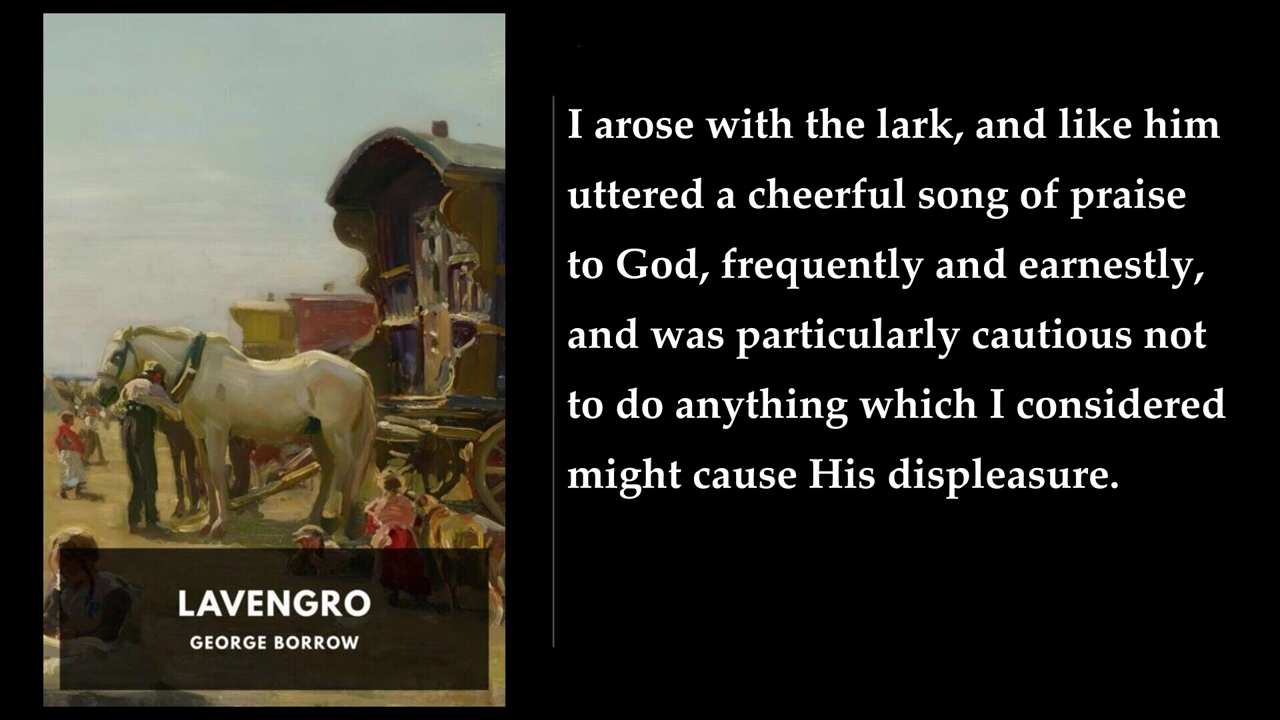 LAVENGRO
GEORGE BORROW
I arose with the lark, and like him
uttered a cheerful song of praise
to God, frequently and earnestly,
and was particularly cautious not
to do anything which I considered
might cause His displeasure.